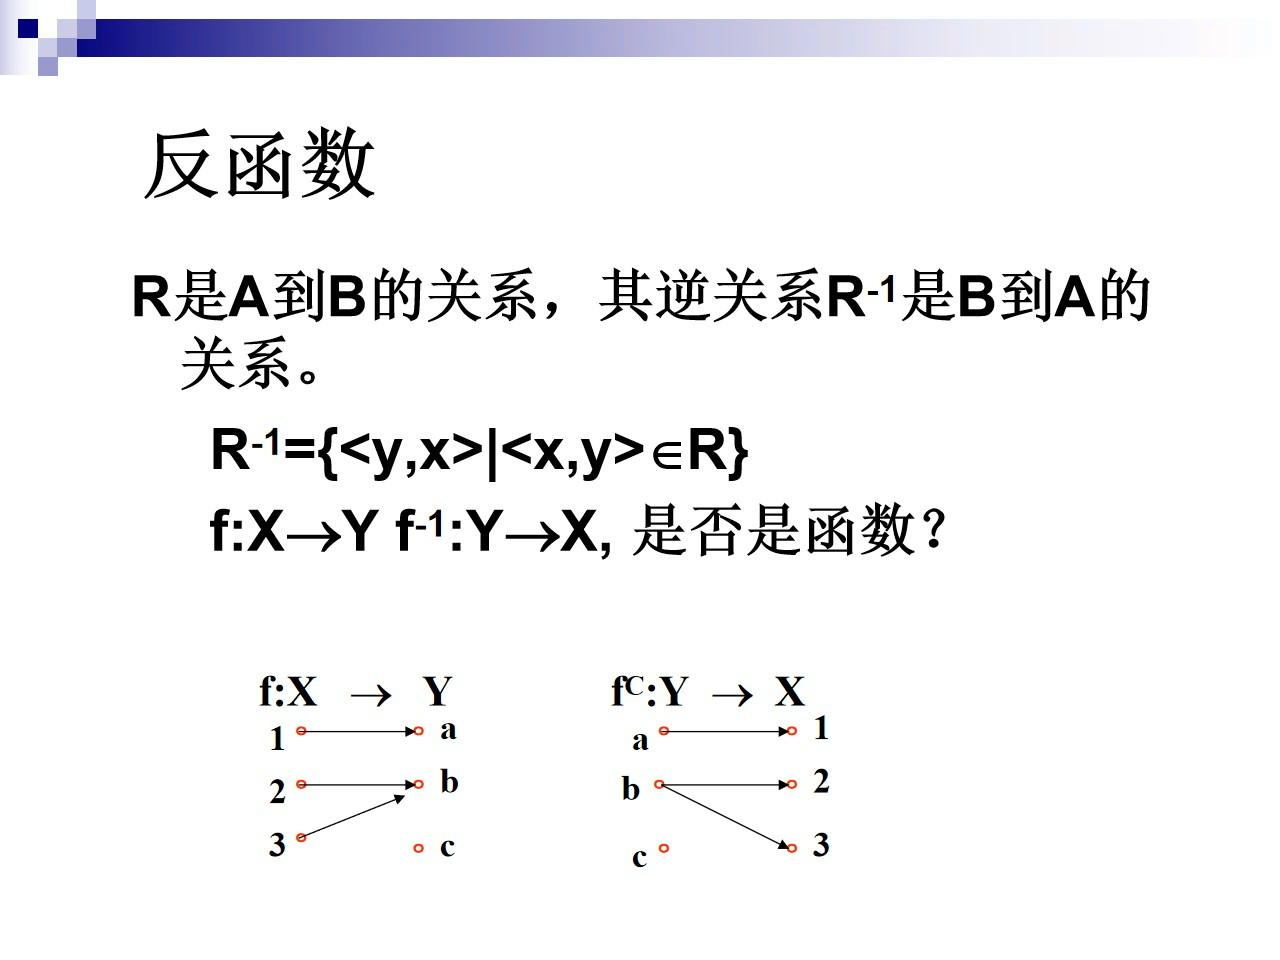 反函数
R是A到B的关系，其逆关系R-1是B到A的
关系。
R-1={<y,x>|<x,y>∈R}
f:X→Y f-1:Y→X, 是否是函数？
f:X → Y
fC:Y → X
1 a
2 b
3 c
a 1
b 2
c 3